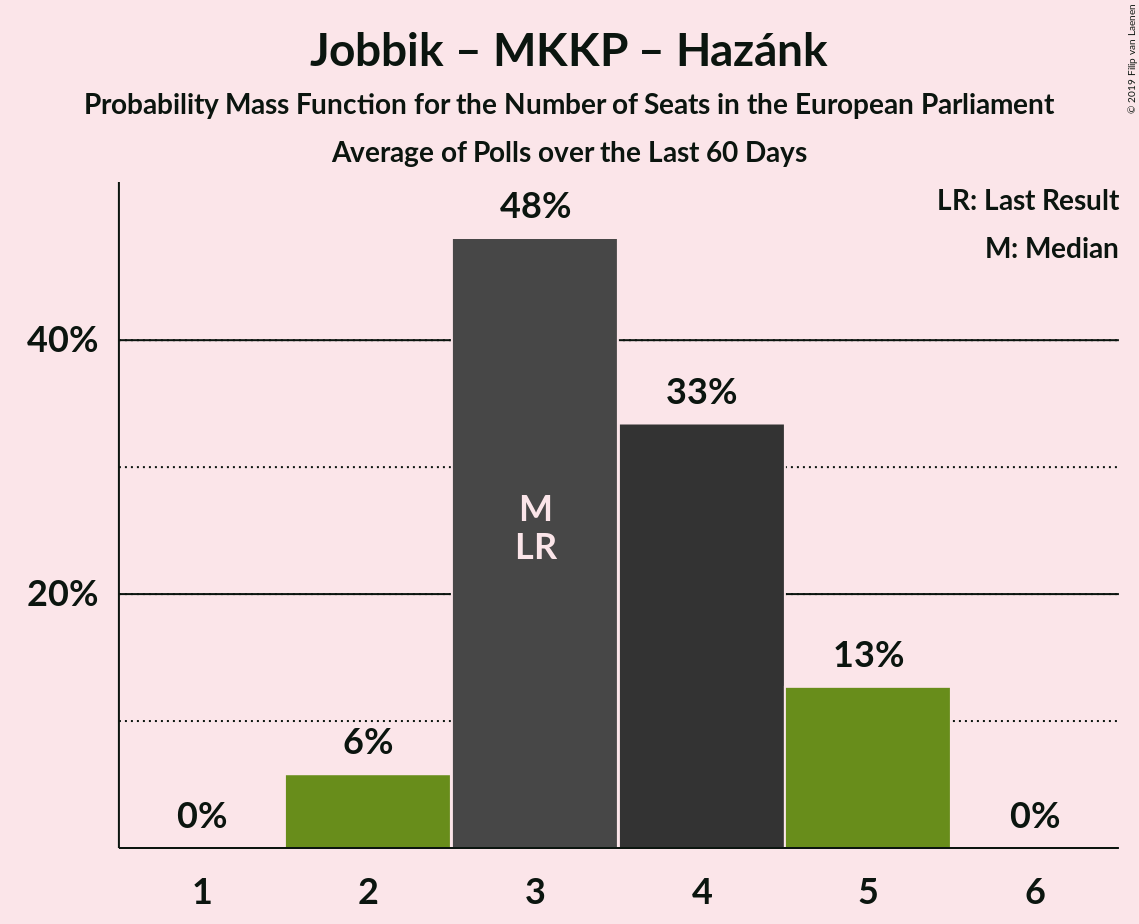 Jobbik – MKKP – Hazánk
Probability Mass Function for the Number of Seats in the European Parliament
Average of Polls over the Last 60 Days
© 2019 Filip van Laenen
LR: Last Result
M: Median
48%
40%
33%
M
LR
20%
13%
6%
0%
0%
1 2 3 4 5 6